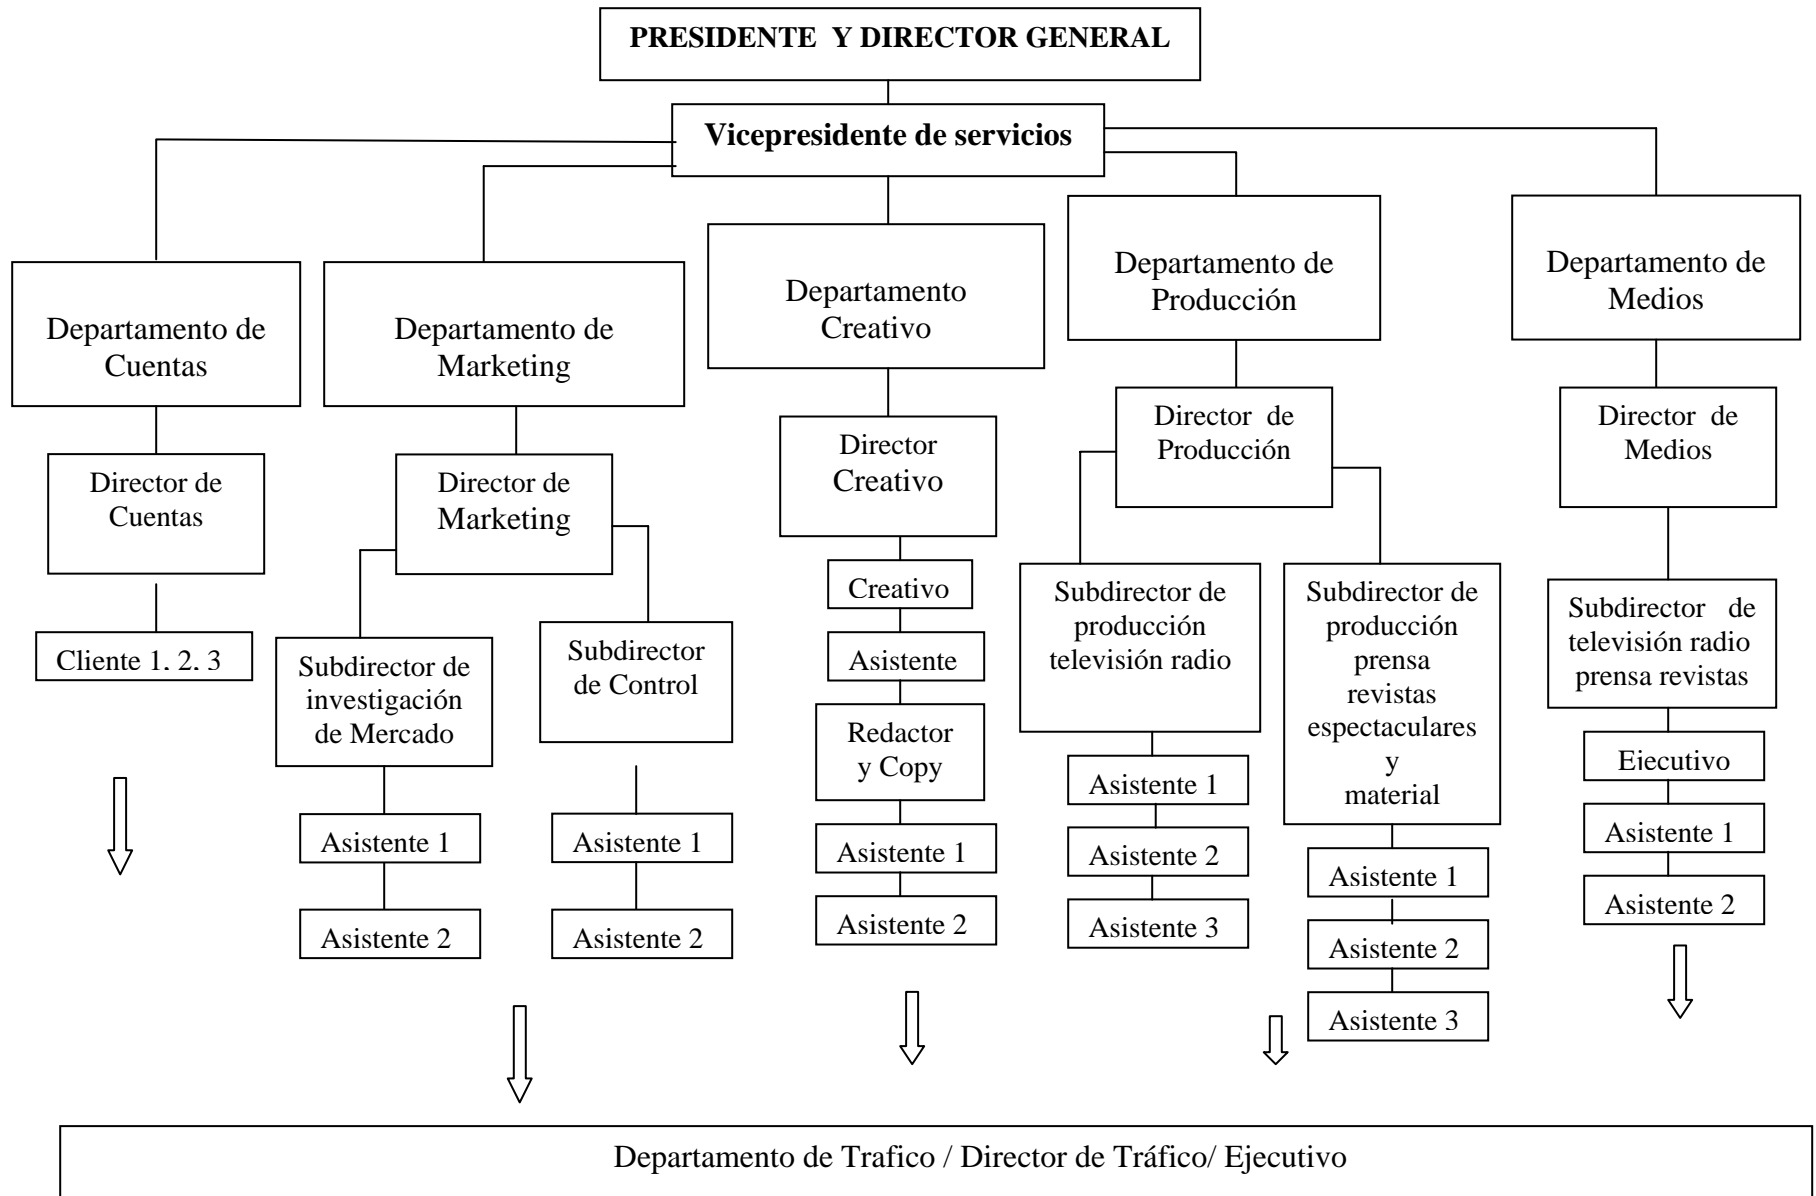 PRESIDENTE Y DIRECTOR GENERAL
Vicepresidente de servicios
Departamento de
Cuentas
Director de
Cuentas
Cliente 1, 2, 3
Departamento de
Marketing
Director de
Marketing
Subdirector de
investigación
de Mercado
Asistente 1
Asistente 2
Subdirector
de Control
Asistente 1
Asistente 2
Departamento
Creativo
Director
Creativo
Creativo
Asistente
Redactor
y Copy
Asistente 1
Asistente 2
Departamento de
Producción
Director de
Producción
Subdirector de
producción
televisión radio
Asistente 1
Asistente 2
Asistente 3
Subdirector de
producción
prensa
revistas
espectaculares
y
material
Asistente 1
Asistente 2
Asistente 3
Departamento de
Medios
Director de
Medios
Subdirector de
televisión radio
prensa revistas
Ejecutivo
Asistente 1
Asistente 2
Departamento de Trafico / Director de Tráfico/ Ejecutivo